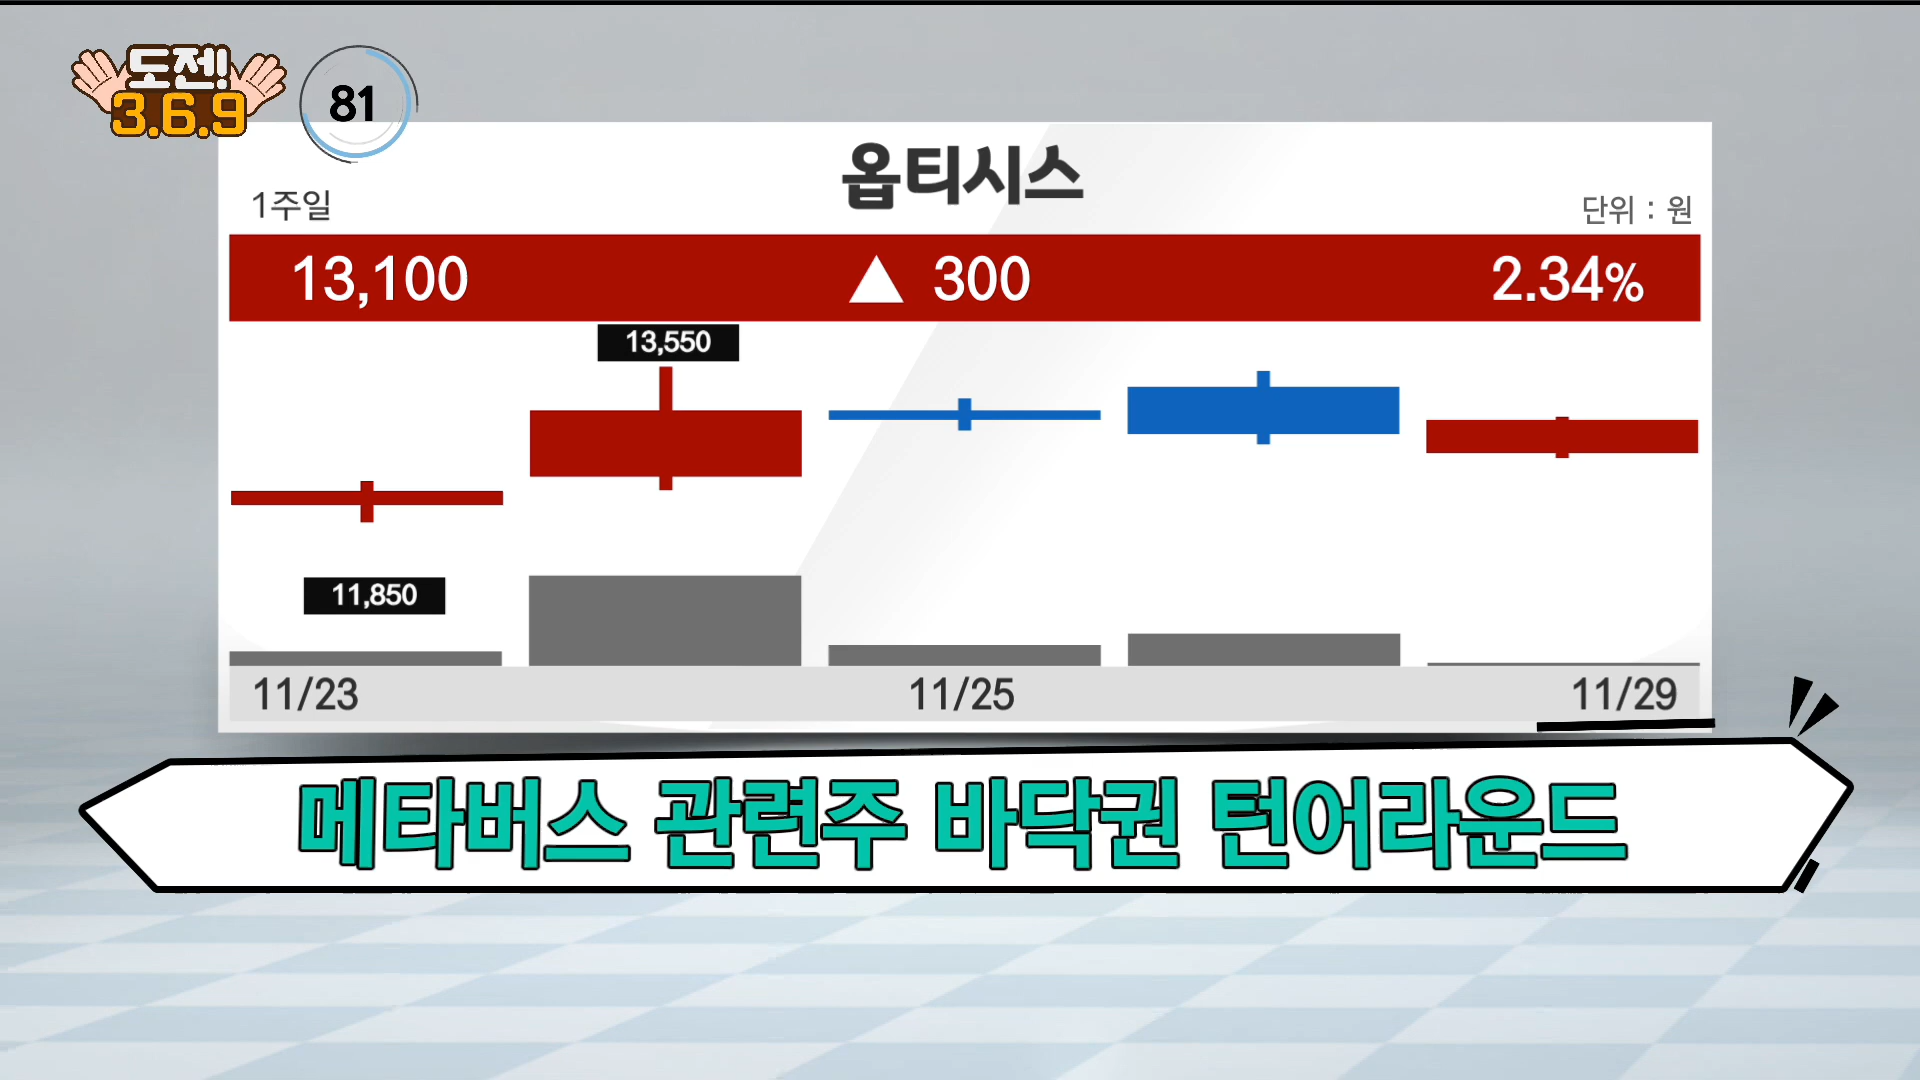 도젠!
3.6.9
81
옵티시스
1주일
단위 : 원
13,100 ▲ 300 2.34%
13,550
11,850
11/23 11/25 11/29
메타버스 관련주 바닥권 턴어라운드